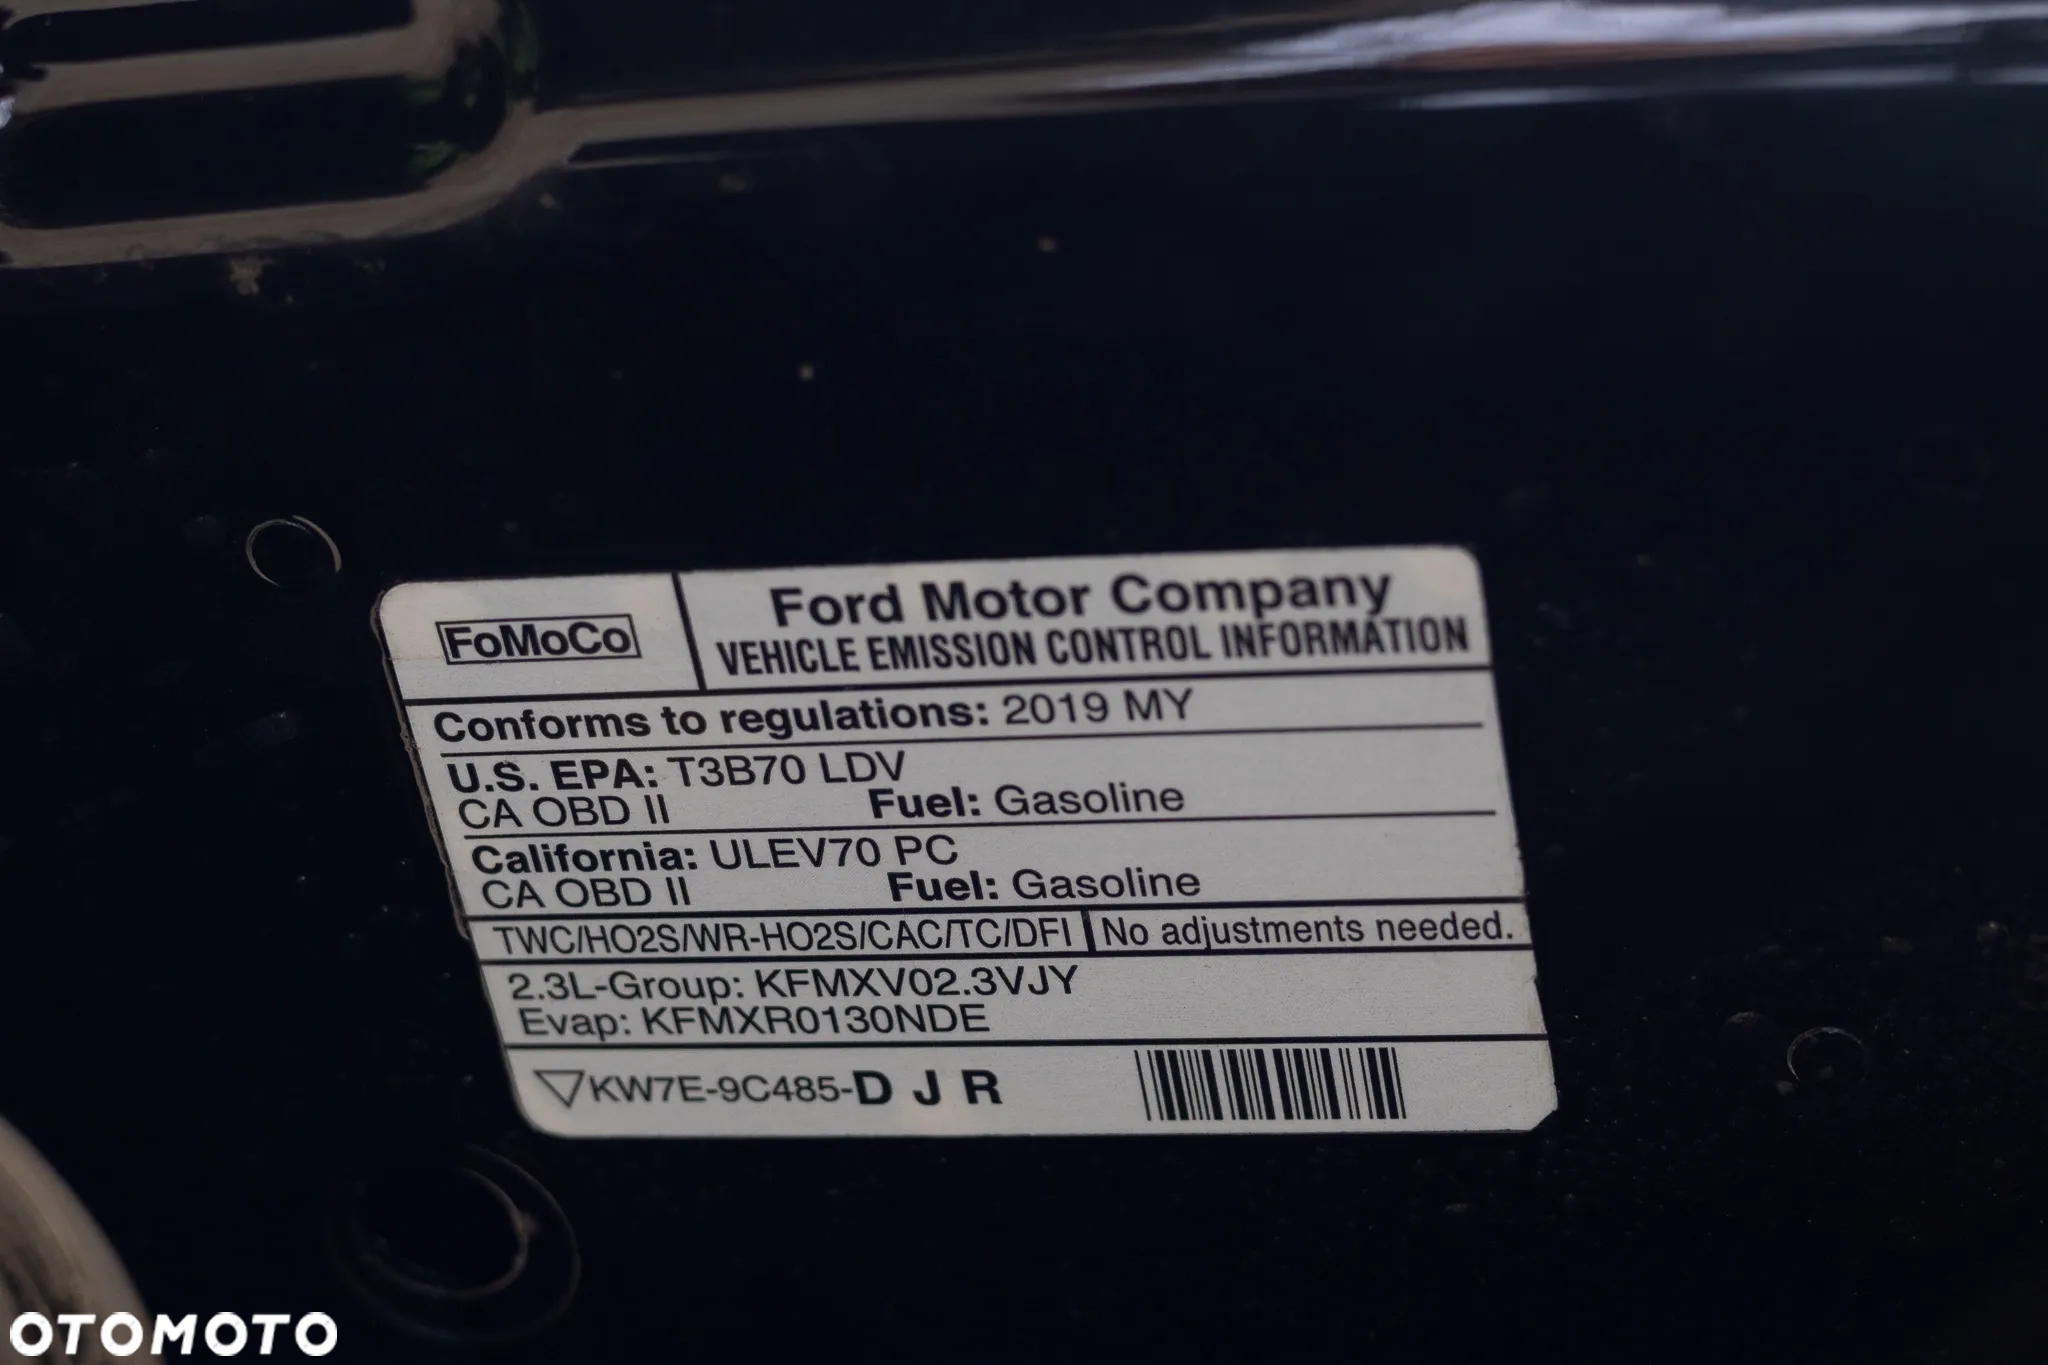 FoMoCo
Ford Motor Company
VEHICLE EMISSION CONTROL INFORMATION
Conforms to regulations: 2019 MY
U.S. EPA: T3B70 LDV
CA OBD II Fuel: Gasoline
California: ULEV70 PC
CA OBD II Fuel: Gasoline
TWC/HO2S/WR-HO2S/CAC/TC/DFI No adjustments needed.
2.3L-Group: KFMXV02.3VJY
Evap: KFMXR0130NDE
KW7E-9C485-D J R
OTOMOTO